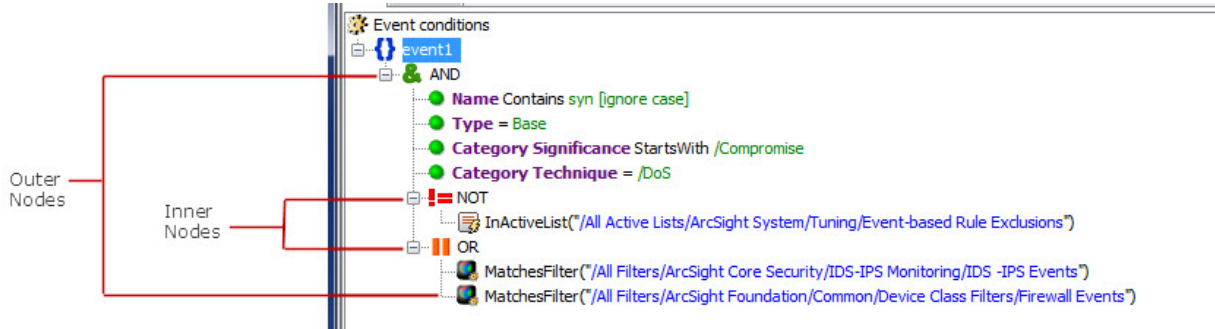 Event conditions
event1
AND
Name Contains syn [ignore case]
Type = Base
Category Significance StartsWith /Compromise
Category Technique = /DoS
Outer
Nodes
Inner
Nodes
!= NOT
InActiveList("/All Active Lists/ArcSight System/Tuning/Event-based Rule Exclusions")
OR
MatchesFilter("/All Filters/ArcSight Core Security/IDS-IPS Monitoring/IDS -IPS Events")
MatchesFilter("/All Filters/ArcSight Foundation/Common/Device Class Filters/Firewall Events")